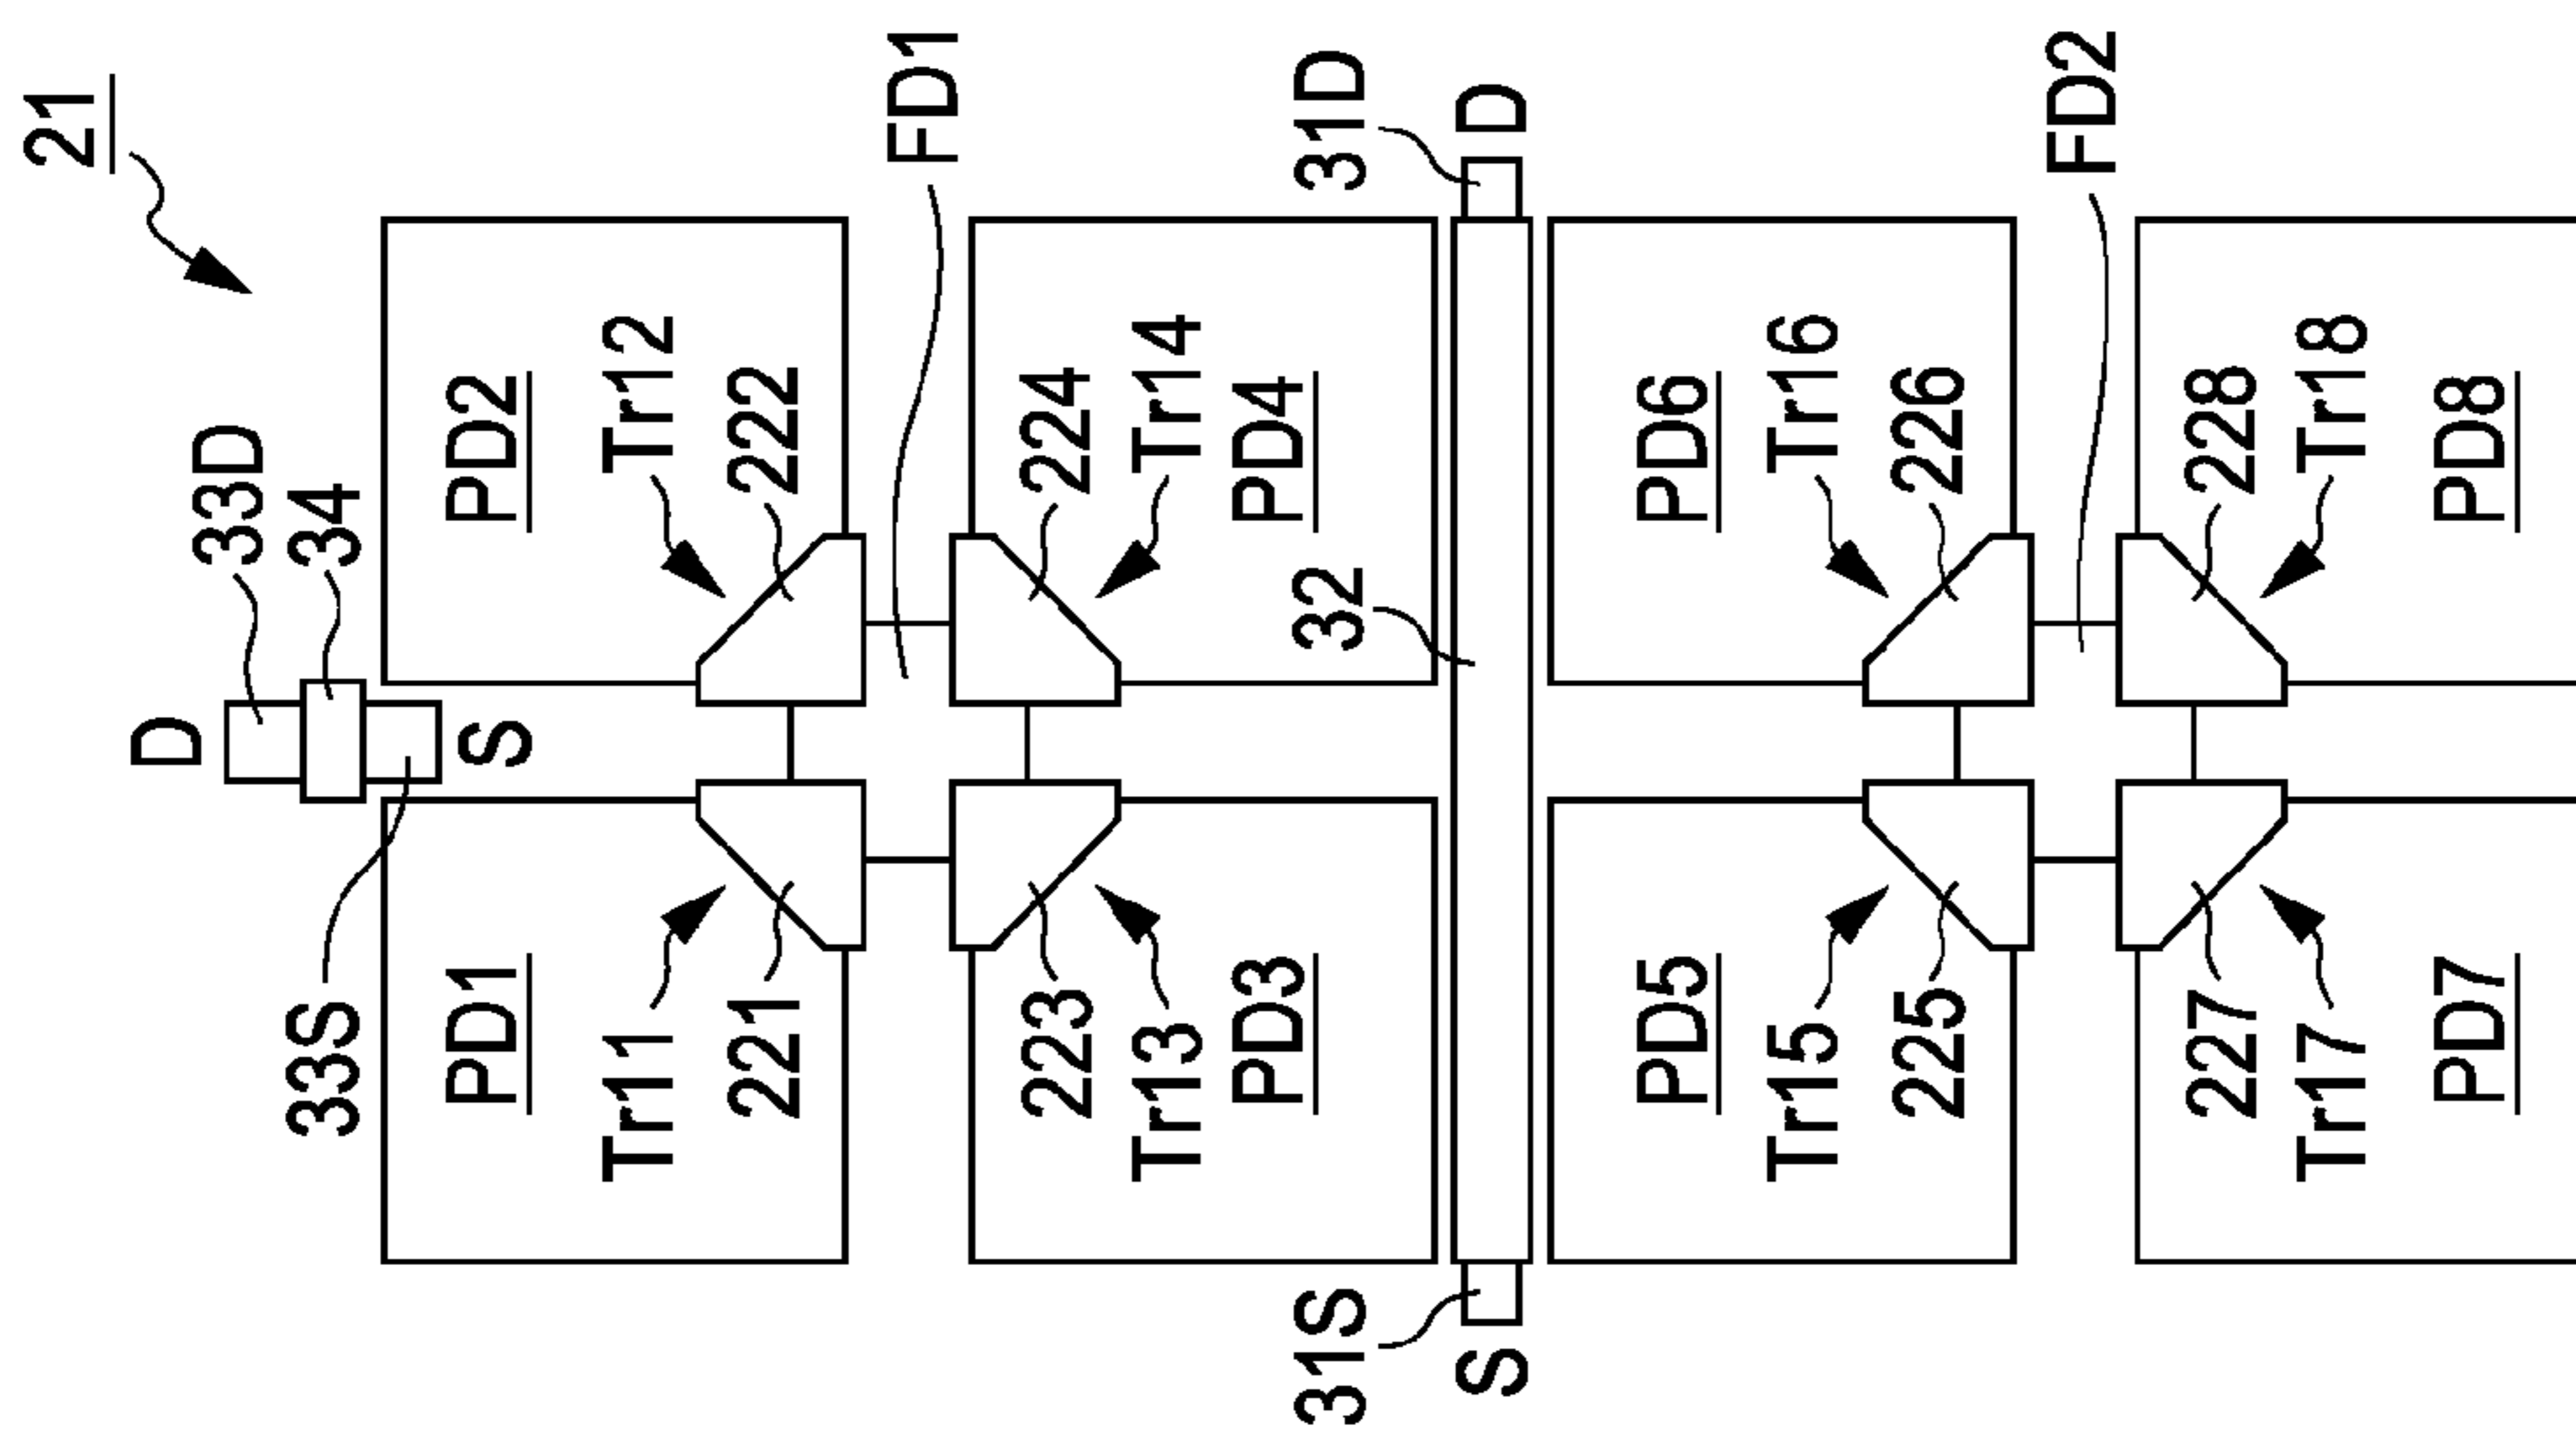 21
33D
34
D
S
33S
PD1
PD2
Tr11
Tr12
221
222
FD1
223
224
Tr13
Tr14
PD3
PD4
31S
32
31D
S
D
PD5
PD6
Tr15
Tr16
225
226
FD2
227
228
Tr17
Tr18
PD7
PD8